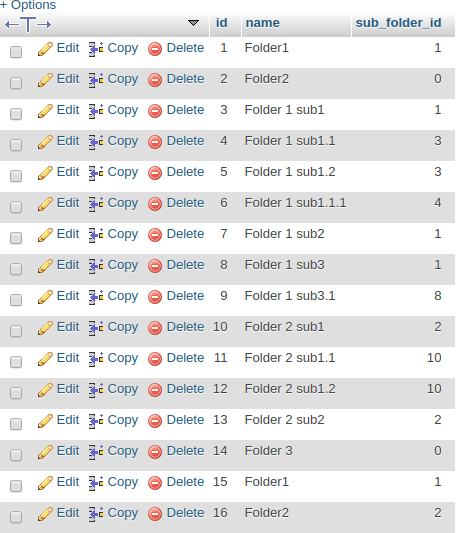 + Options
id name sub_folder_id
Edit Copy Delete 1 Folder1 1
Edit Copy Delete 2 Folder2 0
Edit Copy Delete 3 Folder 1 sub1 1
Edit Copy Delete 4 Folder 1 sub1.1 3
Edit Copy Delete 5 Folder 1 sub1.2 3
Edit Copy Delete 6 Folder 1 sub1.1.1 4
Edit Copy Delete 7 Folder 1 sub2 1
Edit Copy Delete 8 Folder 1 sub3 1
Edit Copy Delete 9 Folder 1 sub3.1 8
Edit Copy Delete 10 Folder 2 sub1 2
Edit Copy Delete 11 Folder 2 sub1.1 10
Edit Copy Delete 12 Folder 2 sub1.2 10
Edit Copy Delete 13 Folder 2 sub2 2
Edit Copy Delete 14 Folder 3 0
Edit Copy Delete 15 Folder1 1
Edit Copy Delete 16 Folder2 2